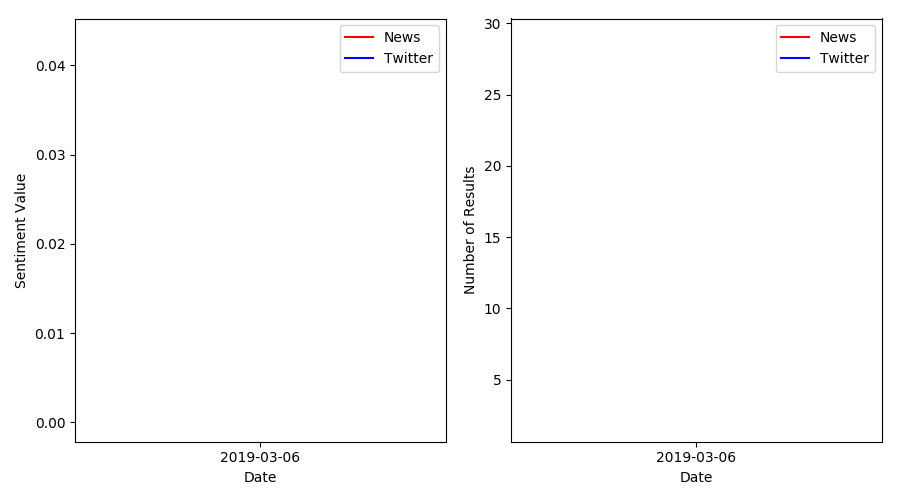 Sentiment Value
0.04
0.03
0.02
0.01
0.00
2019-03-06
Date
News
Twitter
Number of Results
30
25
20
15
10
5
2019-03-06
Date
News
Twitter